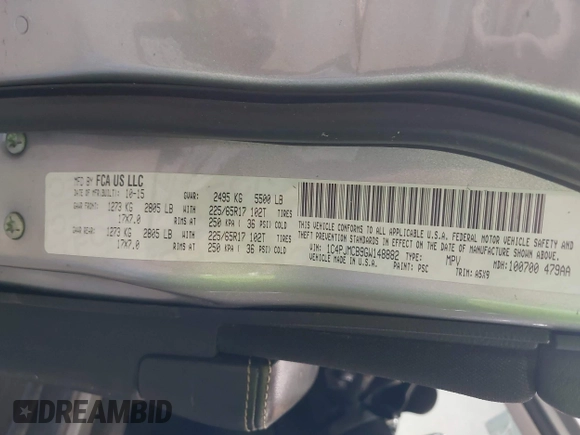 MFD BY FCA US LLC
DATE OF MFR/BUILT: 10-15 GVWR: 2495 KG 5500 LB
GAWR FRONT: 1273 KG 2805 LB WITH 225/65R17 102T TIRES
17X7.0 RIMS AT 250 KPA ( 36 PSI) COLD
GAWR REAR: 1273 KG 2805 LB WITH 225/65R17 102T TIRES
17X7.0 RIMS AT 250 KPA ( 36 PSI) COLD
THIS VEHICLE CONFORMS TO ALL APPLICABLE U.S.A. FEDERAL MOTOR VEHICLE SAFETY AND
THEFT PREVENTION STANDARDS IN EFFECT ON THE DATE OF MANUFACTURE SHOWN ABOVE.
VIN: 1C4PJMCB9GW148882 TYPE: MPV MDH: 100700 479AA
VEHICLE MADE IN U.S.A. PAINT: PSC TRIM: A5X9
DREAMBID